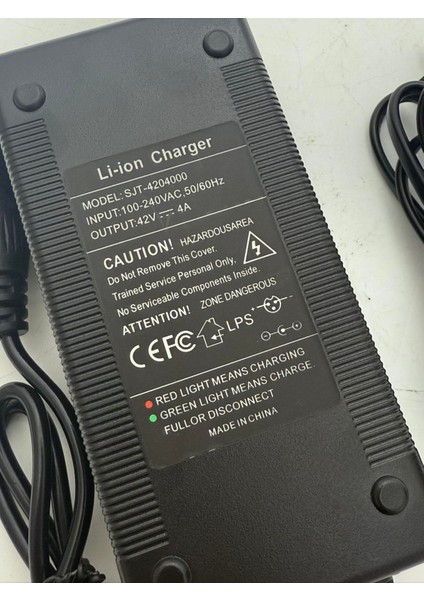 Li-ion Charger
MODEL: SJT-4204000
INPUT:100-240VAC,50/60Hz
OUTPUT:42V⎓4A
CAUTION! HAZARDOUSAREA
Do Not Remove This Cover.
Trained Service Personal Only,
No Serviceable Components Inside.
ATTENTION! ZONE DANGEROUS
CE FC LPS
RED LIGHT MEANS CHARGING
GREEN LIGHT MEANS CHARGE.
FULLOR DISCONNECT
MADE IN CHINA